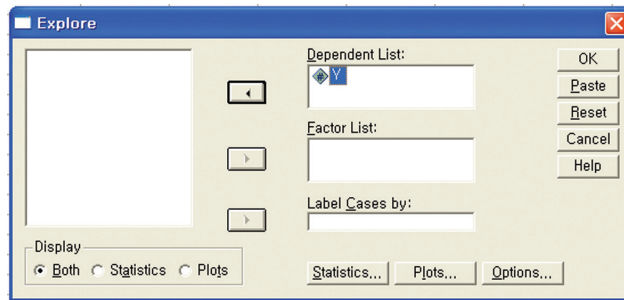 Explore
Dependent List:
Y
Factor List:
Label Cases by:
OK
Paste
Reset
Cancel
Help
Display
Both Statistics Plots
Statistics... Plots... Options...